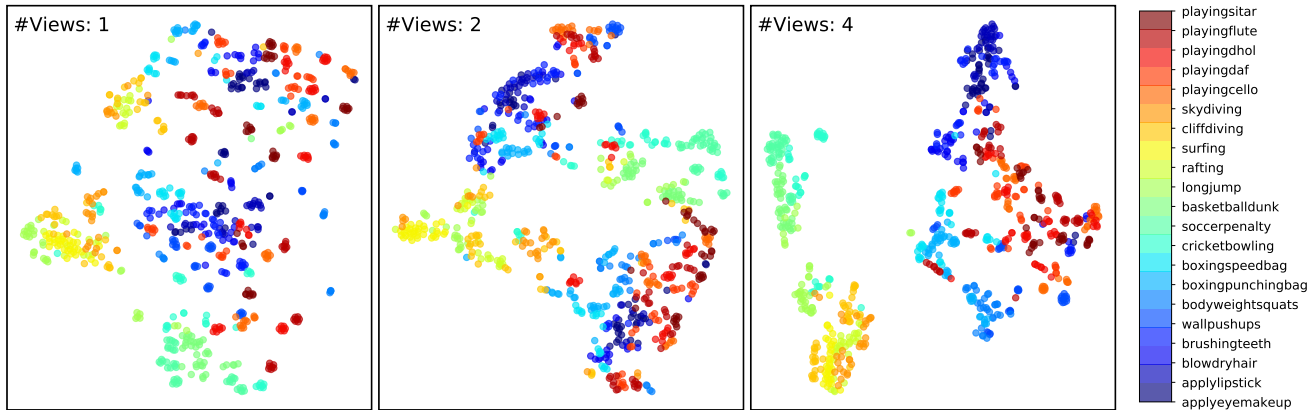 #Views: 1
#Views: 2
#Views: 4
playingsitar
playingflute
playingdhol
playingdaf
playingcello
skydiving
cliffdiving
surfing
rafting
longjump
basketballdunk
soccerpenalty
cricketbowling
boxingspeedbag
boxingpunchingbag
bodyweightsquats
wallpushups
brushingteeth
blowdryhair
applylipstick
applyeyemakeup